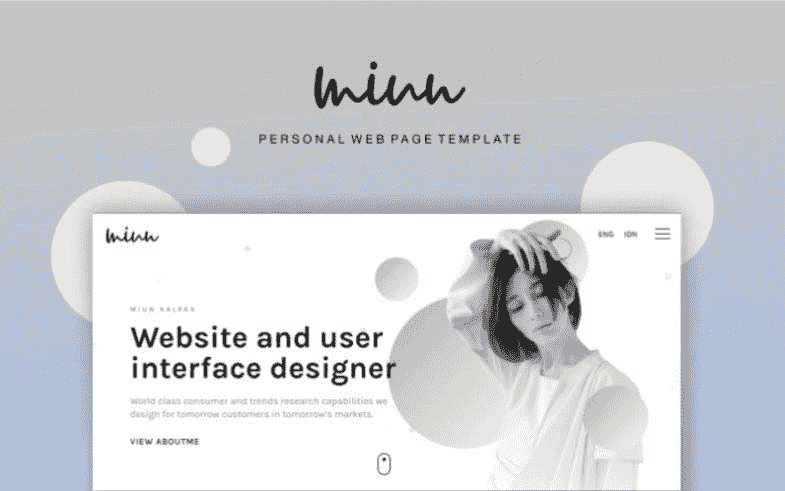 miun
PERSONAL WEB PAGE TEMPLATE
miun
ENG IDN
MIUN KALPAX
Website and user
interface designer
World class consumer and trends research capabilities we
design for tomorrow customers in tomorrow's markets.
VIEW ABOUTME